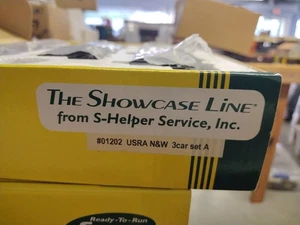 THE SHOWCASE LINE®
from S-Helper Service, Inc.
#01202 USRA N&W 3car set A
Ready-To-Run